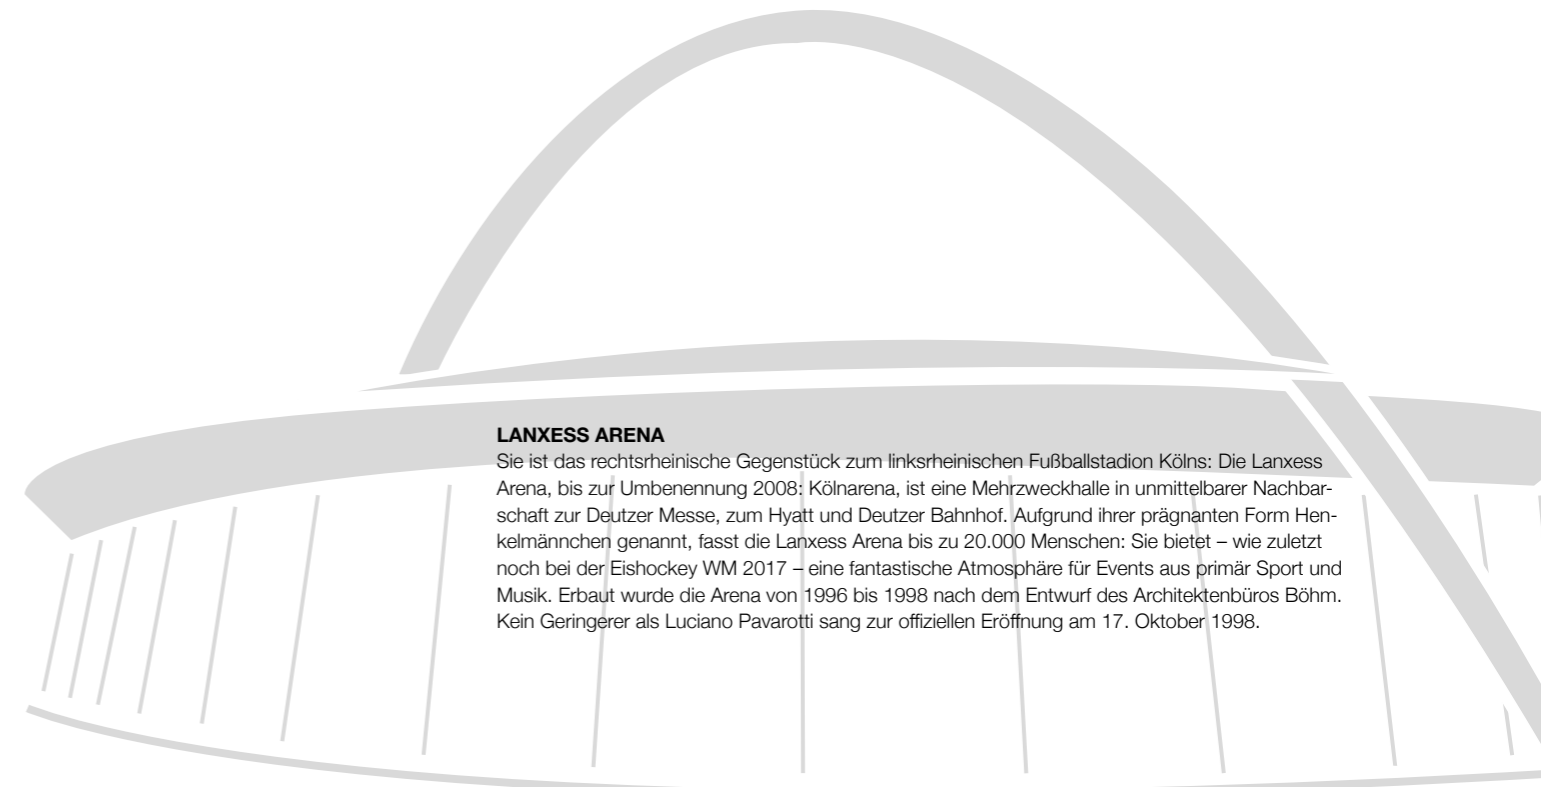 LANXESS ARENA
Sie ist das rechtsrheinische Gegenstück zum linksrheinischen Fußballstadion Kölns: Die Lanxess
Arena, bis zur Umbenennung 2008: Kölnarena, ist eine Mehrzweckhalle in unmittelbarer Nachbar-
schaft zur Deutzer Messe, zum Hyatt und Deutzer Bahnhof. Aufgrund ihrer prägnanten Form Hen-
kelmännchen genannt, fasst die Lanxess Arena bis zu 20.000 Menschen: Sie bietet – wie zuletzt
noch bei der Eishockey WM 2017 – eine fantastische Atmosphäre für Events aus primär Sport und
Musik. Erbaut wurde die Arena von 1996 bis 1998 nach dem Entwurf des Architektenbüros Böhm.
Kein Geringerer als Luciano Pavarotti sang zur offiziellen Eröffnung am 17. Oktober 1998.